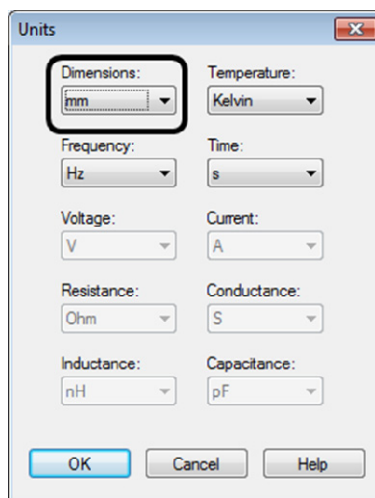 Units
Dimensions: Temperature:
mm Kelvin
Frequency: Time:
Hz s
Voltage: Current:
V A
Resistance: Conductance:
Ohm S
Inductance: Capacitance:
nH pF
OK Cancel Help